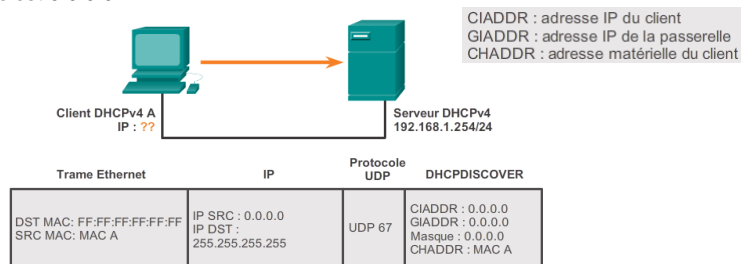 CIADDR : adresse IP du client
GIADDR : adresse IP de la passerelle
CHADDR : adresse matérielle du client
Client DHCPv4 A
IP : ??
Serveur DHCPv4
192.168.1.254/24
Trame Ethernet
IP
Protocole
UDP
DHCPDISCOVER
DST MAC: FF:FF:FF:FF:FF:FF
SRC MAC: MAC A
IP SRC : 0.0.0.0
IP DST :
255.255.255.255
UDP 67
CIADDR : 0.0.0.0
GIADDR : 0.0.0.0
Masque : 0.0.0.0
CHADDR : MAC A